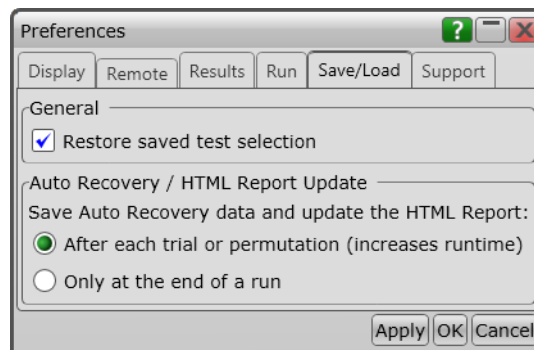 Preferences
?
Display Remote Results Run Save/Load Support
General
Restore saved test selection
Auto Recovery / HTML Report Update
Save Auto Recovery data and update the HTML Report:
After each trial or permutation (increases runtime)
Only at the end of a run
Apply OK Cancel